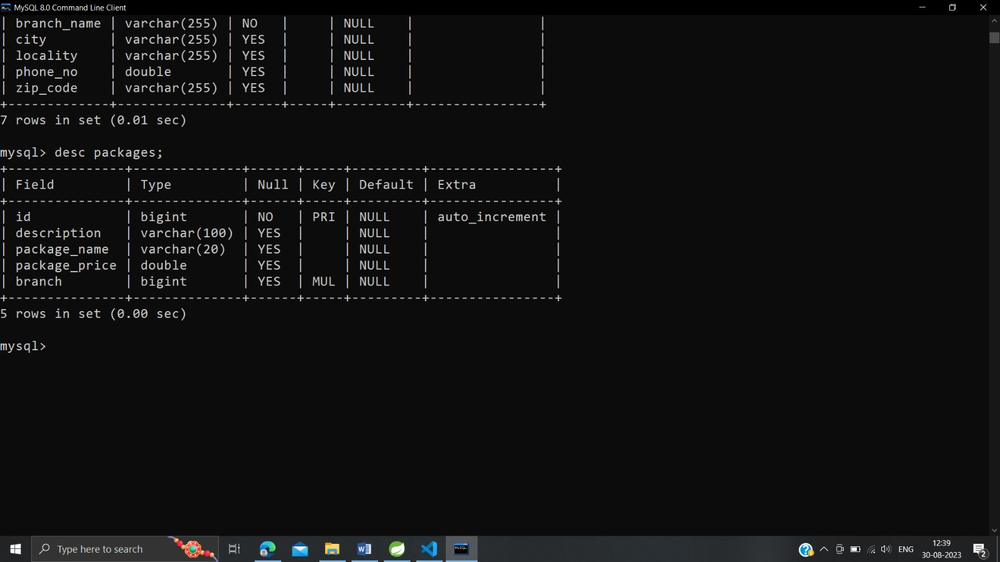 MySQL 8.0 Command Line Client
| branch_name | varchar(255) | NO   |     | NULL    |                |
| city        | varchar(255) | YES  |     | NULL    |                |
| locality    | varchar(255) | YES  |     | NULL    |                |
| phone_no    | double       | YES  |     | NULL    |                |
| zip_code    | varchar(255) | YES  |     | NULL    |                |
+-------------+--------------+------+-----+---------+----------------+
7 rows in set (0.01 sec)
mysql> desc packages;
+---------------+--------------+------+-----+---------+----------------+
| Field         | Type         | Null | Key | Default | Extra          |
+---------------+--------------+------+-----+---------+----------------+
| id            | bigint       | NO   | PRI | NULL    | auto_increment |
| description   | varchar(100) | YES  |     | NULL    |                |
| package_name  | varchar(20)  | YES  |     | NULL    |                |
| package_price | double       | YES  |     | NULL    |                |
| branch        | bigint       | YES  | MUL | NULL    |                |
+---------------+--------------+------+-----+---------+----------------+
5 rows in set (0.00 sec)
mysql>
Type here to search
ENG
12:39
30-08-2023
2